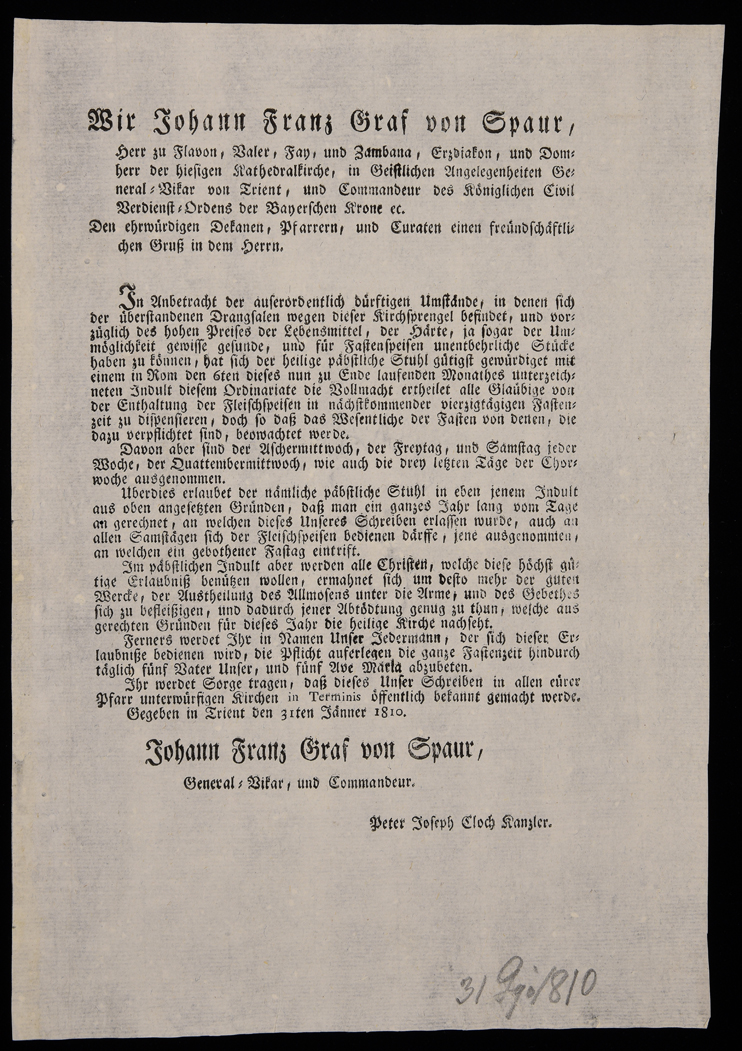 Wir Johann Franz Graf von Spaur,
Herr zu Flavon, Valer, Fay, und Zambana, Erzdiakon, und Dom-
herr der hiesigen Kathedralkirche, in Geistlichen Angelegenheiten Ge-
neral-Vikar von Trient, und Commandeur des Königlichen Civil
Verdienst-Ordens der Bayerschen Krone ec.
Den ehrwürdigen Dekanen, Pfarrern, und Curaten einen freündschäftli-
chen Gruß in dem Herrn.
In Anbetracht der auserordentlich dürftigen Umstände, in denen sich
der überstandenen Drangsalen wegen dieser Kirchsprengel befindet, und vor-
züglich des hohen Preises der Lebensmittel, der Härte, ja sogar der Um-
möglichkeit gewisse gesunde, und für Fastenspeisen unentbehrliche Stücke
haben zu können, hat sich der heilige päbstliche Stuhl gütigst gewürdiget mit
einem in Rom den 6ten dieses nun zu Ende laufenden Monathes unterzeich-
neten Indult diesem Ordinariate die Vollmacht ertheilet alle Glaübige von
der Enthaltung der Fleischspeisen in nächstkommender vierzigtägigen Fasten-
zeit zu dispensieren, doch so daß das Wesentliche der Fasten von denen, die
dazu verpflichtet sind, beowachtet werde.
Davon aber sind der Aschermittwoch, der Freytag, und Samstag jeder
Woche, der Quattembermittwoch, wie auch die drey letzten Täge der Chor-
woche ausgenommen.
Uberdies erlaubet der nämliche päbstliche Stuhl in eben jenem Indult
aus oben angesetzten Gründen, daß man ein ganzes Jahr lang vom Tage
an gerechnet, an welchen dieses Unseres Schreiben erlassen wurde, auch an
allen Samstägen sich der Fleischspeisen bedienen därffe, jene ausgenommen,
an welchen ein gebothener Fastag eintrift.
Im päbstlichen Indult aber werden alle Christen, welche diese höchst gü-
tige Erlaubniß benützen wollen, ermahnet sich um desto mehr der guten
Wercke, der Austheilung des Allmosens unter die Arme, und des Gebethes
sich zu befleißigen, und dadurch jener Abtödtung genug zu thun, welche aus
gerechten Gründen für dieses Jahr die heilige Kirche nachseht.
Ferners werdet Ihr in Namen Unser Jedermann, der sich dieser Er-
laubniße bedienen wird, die Pflicht auferlegen die ganze Fastenzeit hindurch
täglich fünf Vater Unser, und fünf Ave Maria abzubeten.
Ihr werdet Sorge tragen, daß dieses Unser Schreiben in allen eürer
Pfarr unterwürfigen Kirchen in Terminis öffentlich bekannt gemacht werde.
Gegeben in Trient den 31ten Jänner 1810.
Johann Franz Graf von Spaur,
General-Vikar, und Commandeur.
Peter Joseph Cloch Kanzler.
31 810